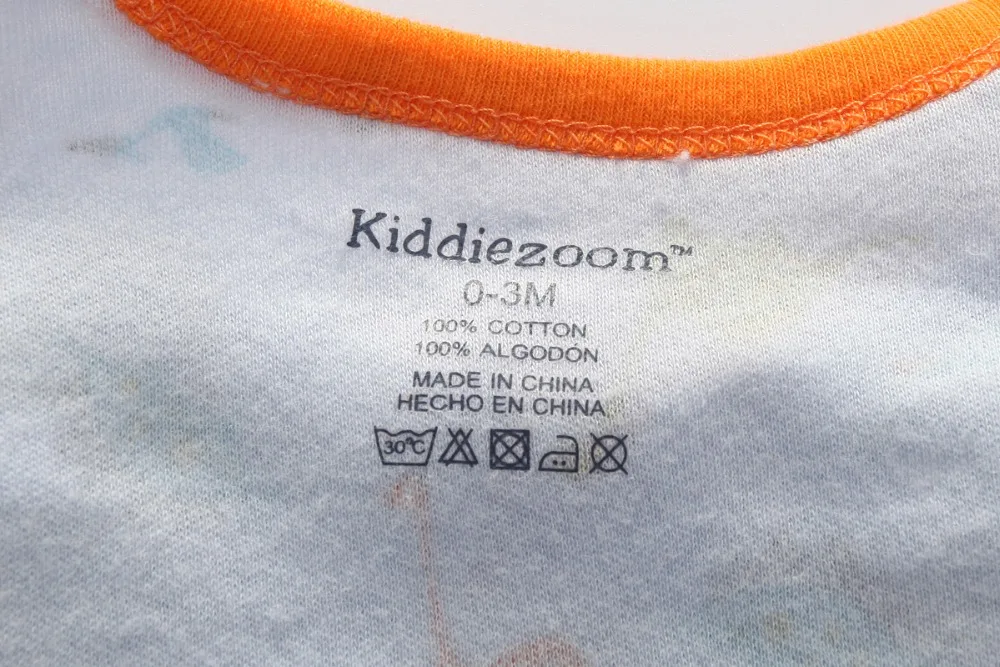 Kiddiezoom™
0-3M
100% COTTON
100% ALGODÓN
MADE IN CHINA
HECHO EN CHINA
30°C